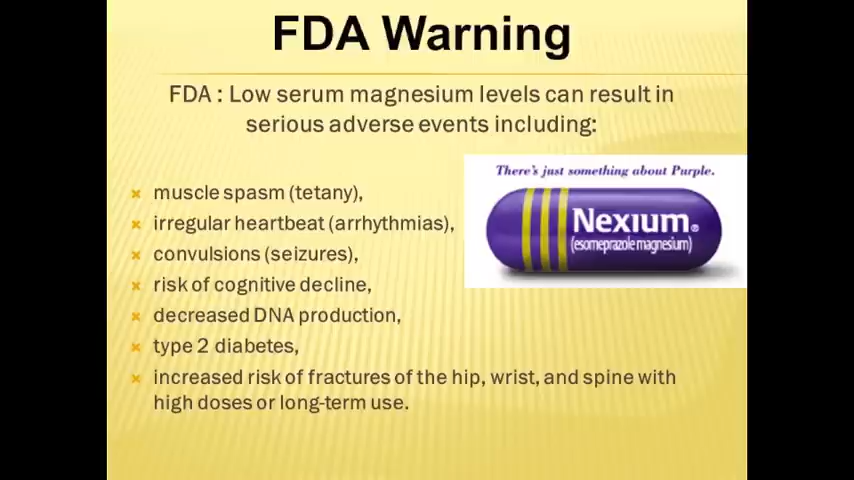 FDA Warning
FDA : Low serum magnesium levels can result in
serious adverse events including:
There's just something about Purple.
muscle spasm (tetany),
irregular heartbeat (arrhythmias),
Nexium®
(esomeprazole magnesium)
convulsions (seizures),
risk of cognitive decline,
decreased DNA production,
type 2 diabetes,
increased risk of fractures of the hip, wrist, and spine with
high doses or long-term use.